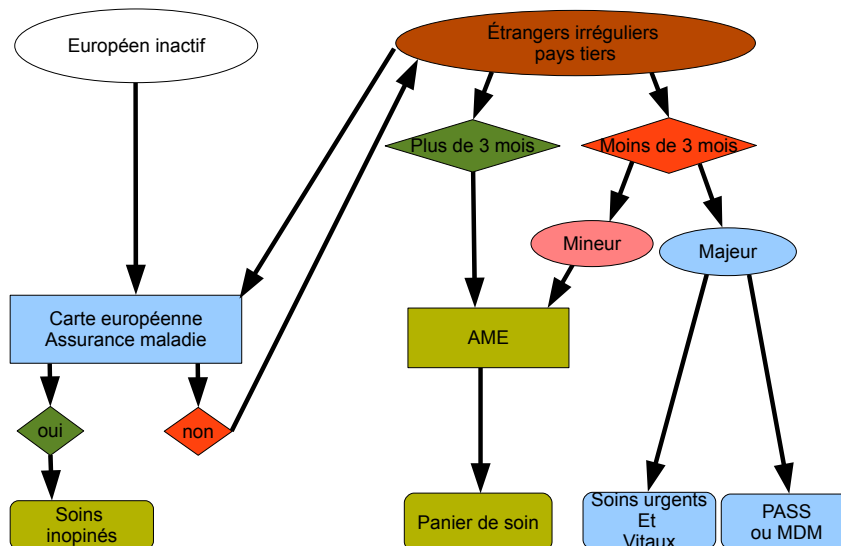 Européen inactif
Étrangers irréguliers
pays tiers
Plus de 3 mois
Moins de 3 mois
Mineur
Majeur
Carte européenne
Assurance maladie
AME
oui
non
Soins
inopinés
Panier de soin
Soins urgents
Et
Vitaux
PASS
ou MDM